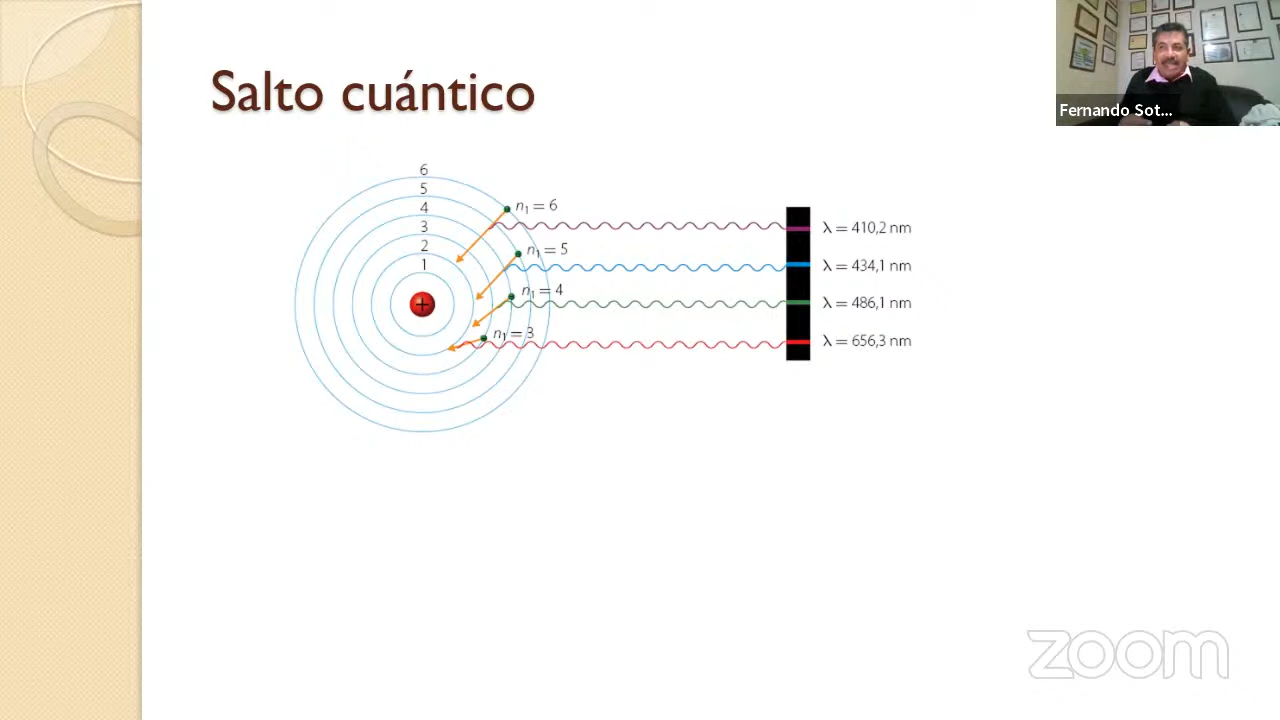 Salto cuántico
Fernando Sot...
6
5
4
3
2
1
+
n₁ = 6
n₁ = 5
n₁ = 4
n₁ = 3
λ = 410,2 nm
λ = 434,1 nm
λ = 486,1 nm
λ = 656,3 nm
zoom